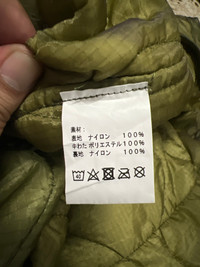 素材:
表地 ナイロン 100%
中わた ポリエステル 100%
裏地 ナイロン 100%
40